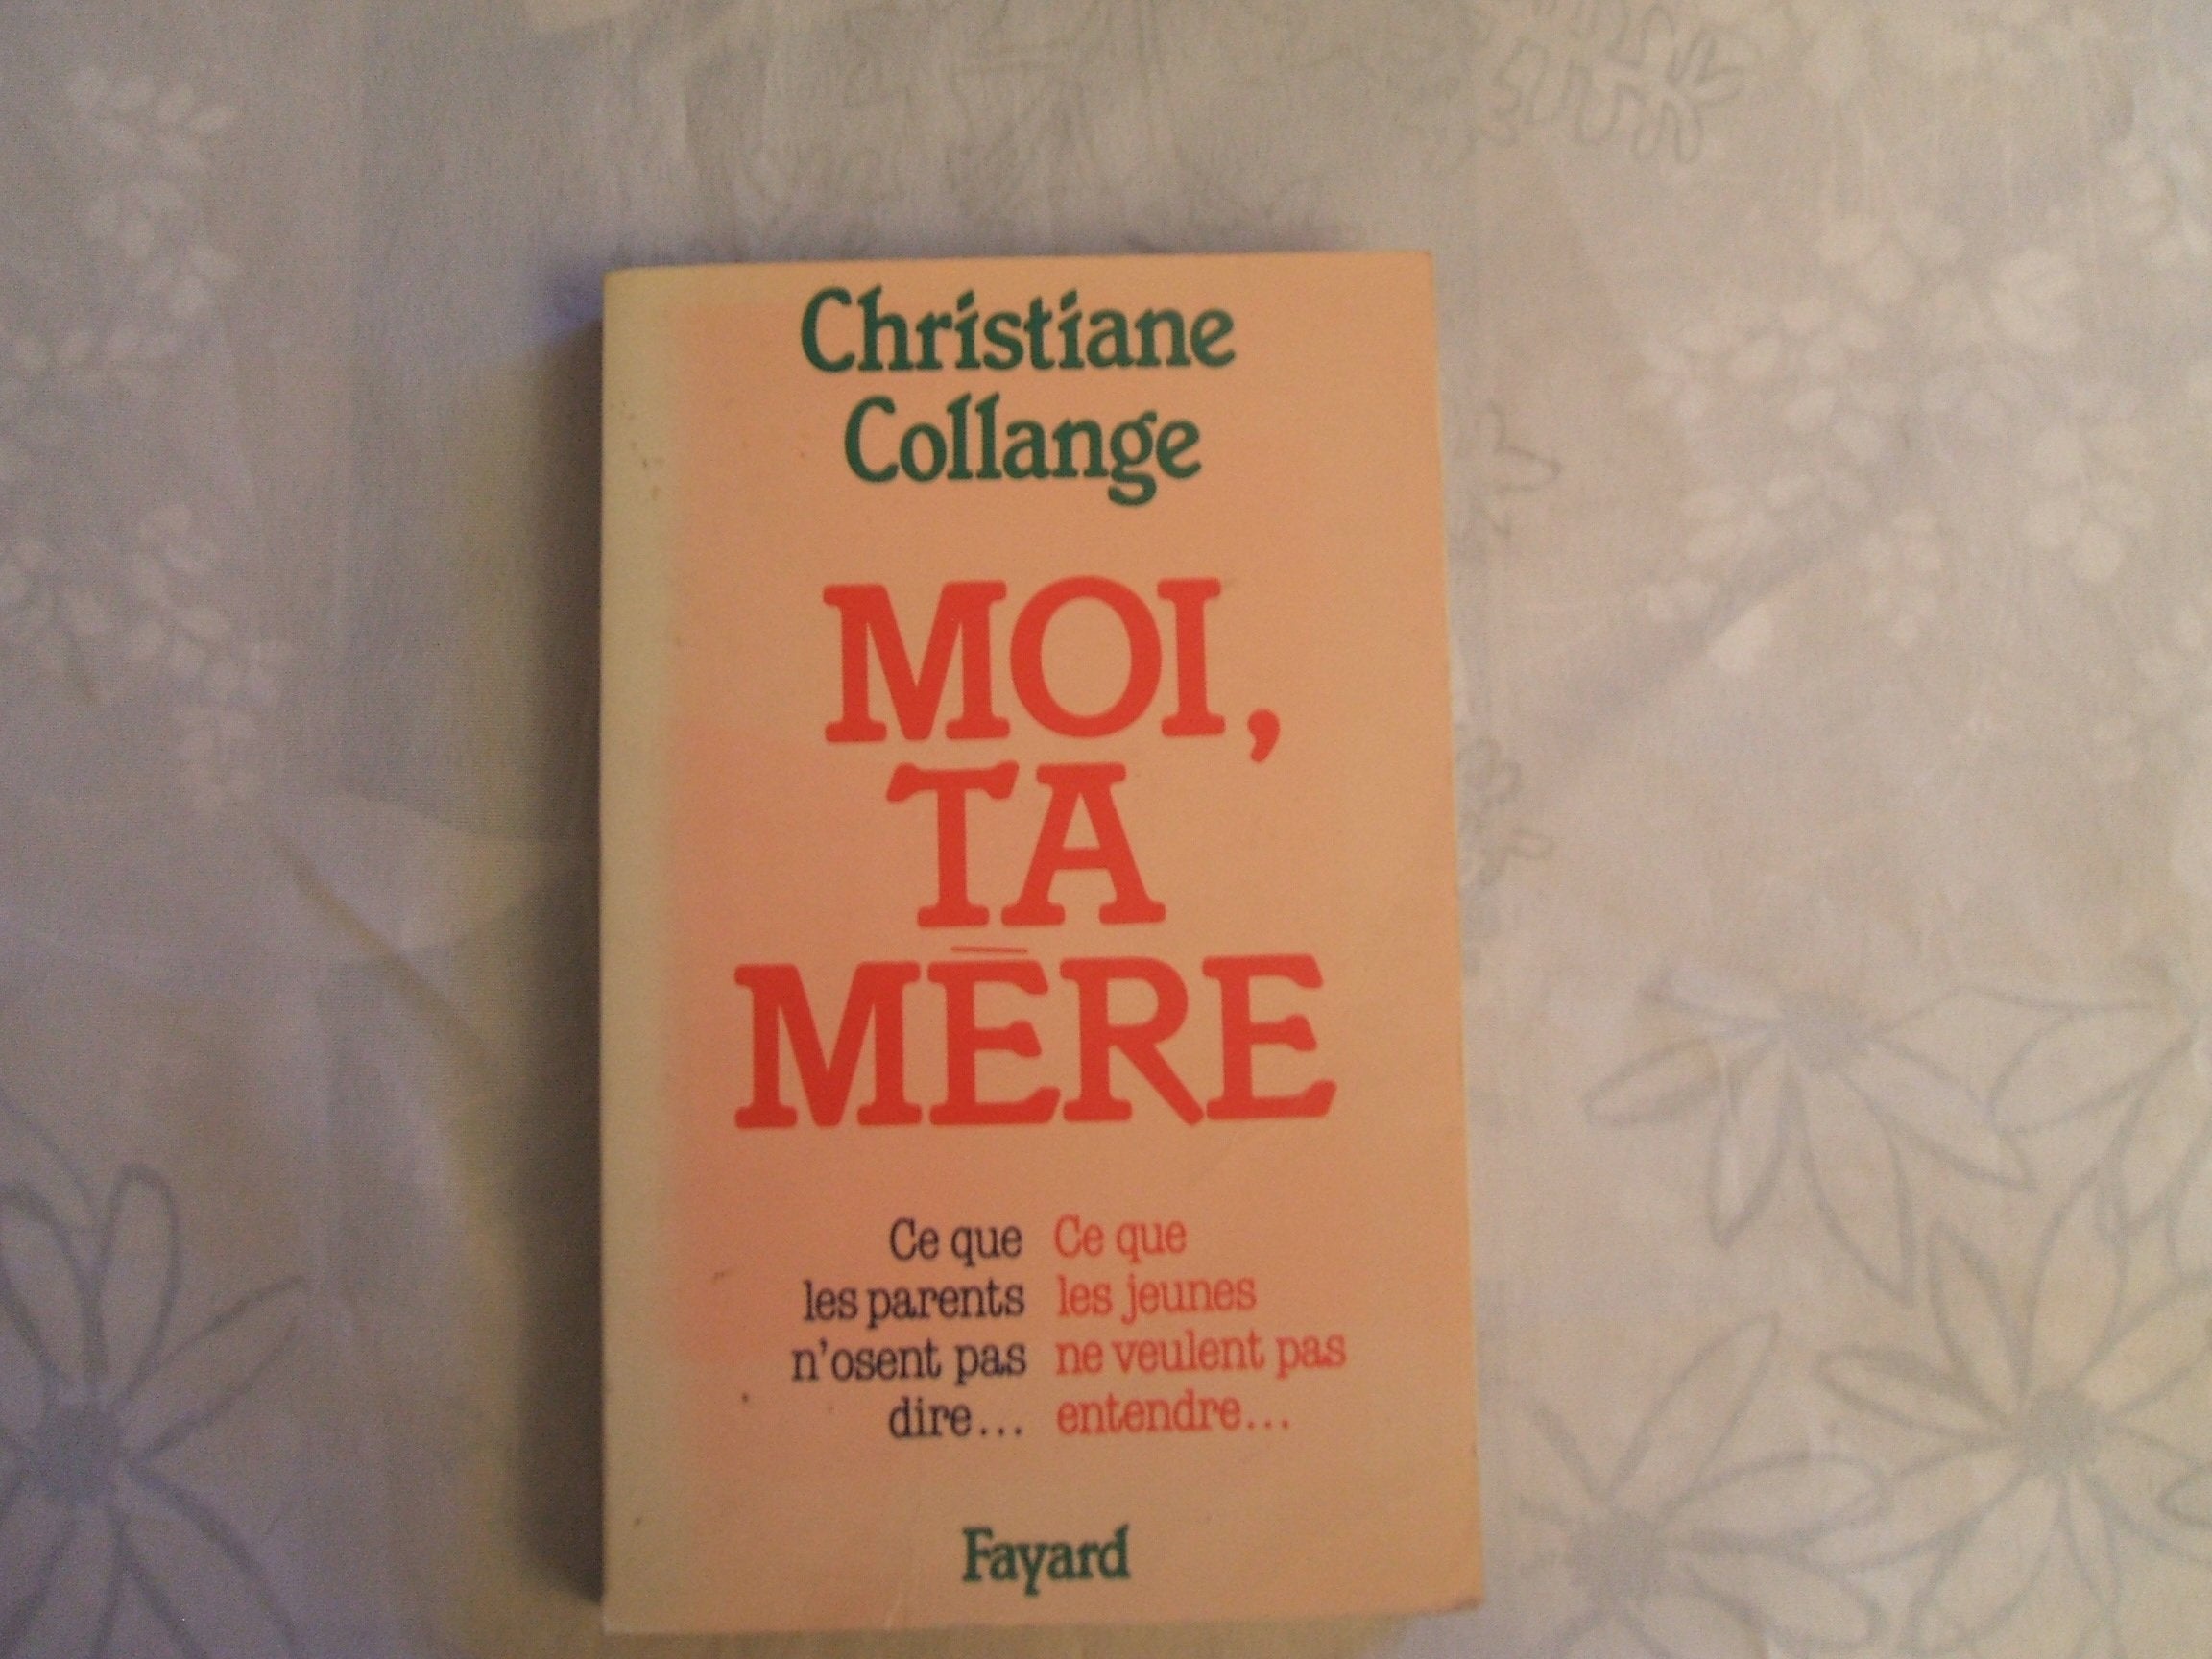 Christiane
Collange
MOI,
TA
MÈRE
Ce que
les parents
n'osent pas
dire...
Ce que
les jeunes
ne veulent pas
entendre...
Fayard